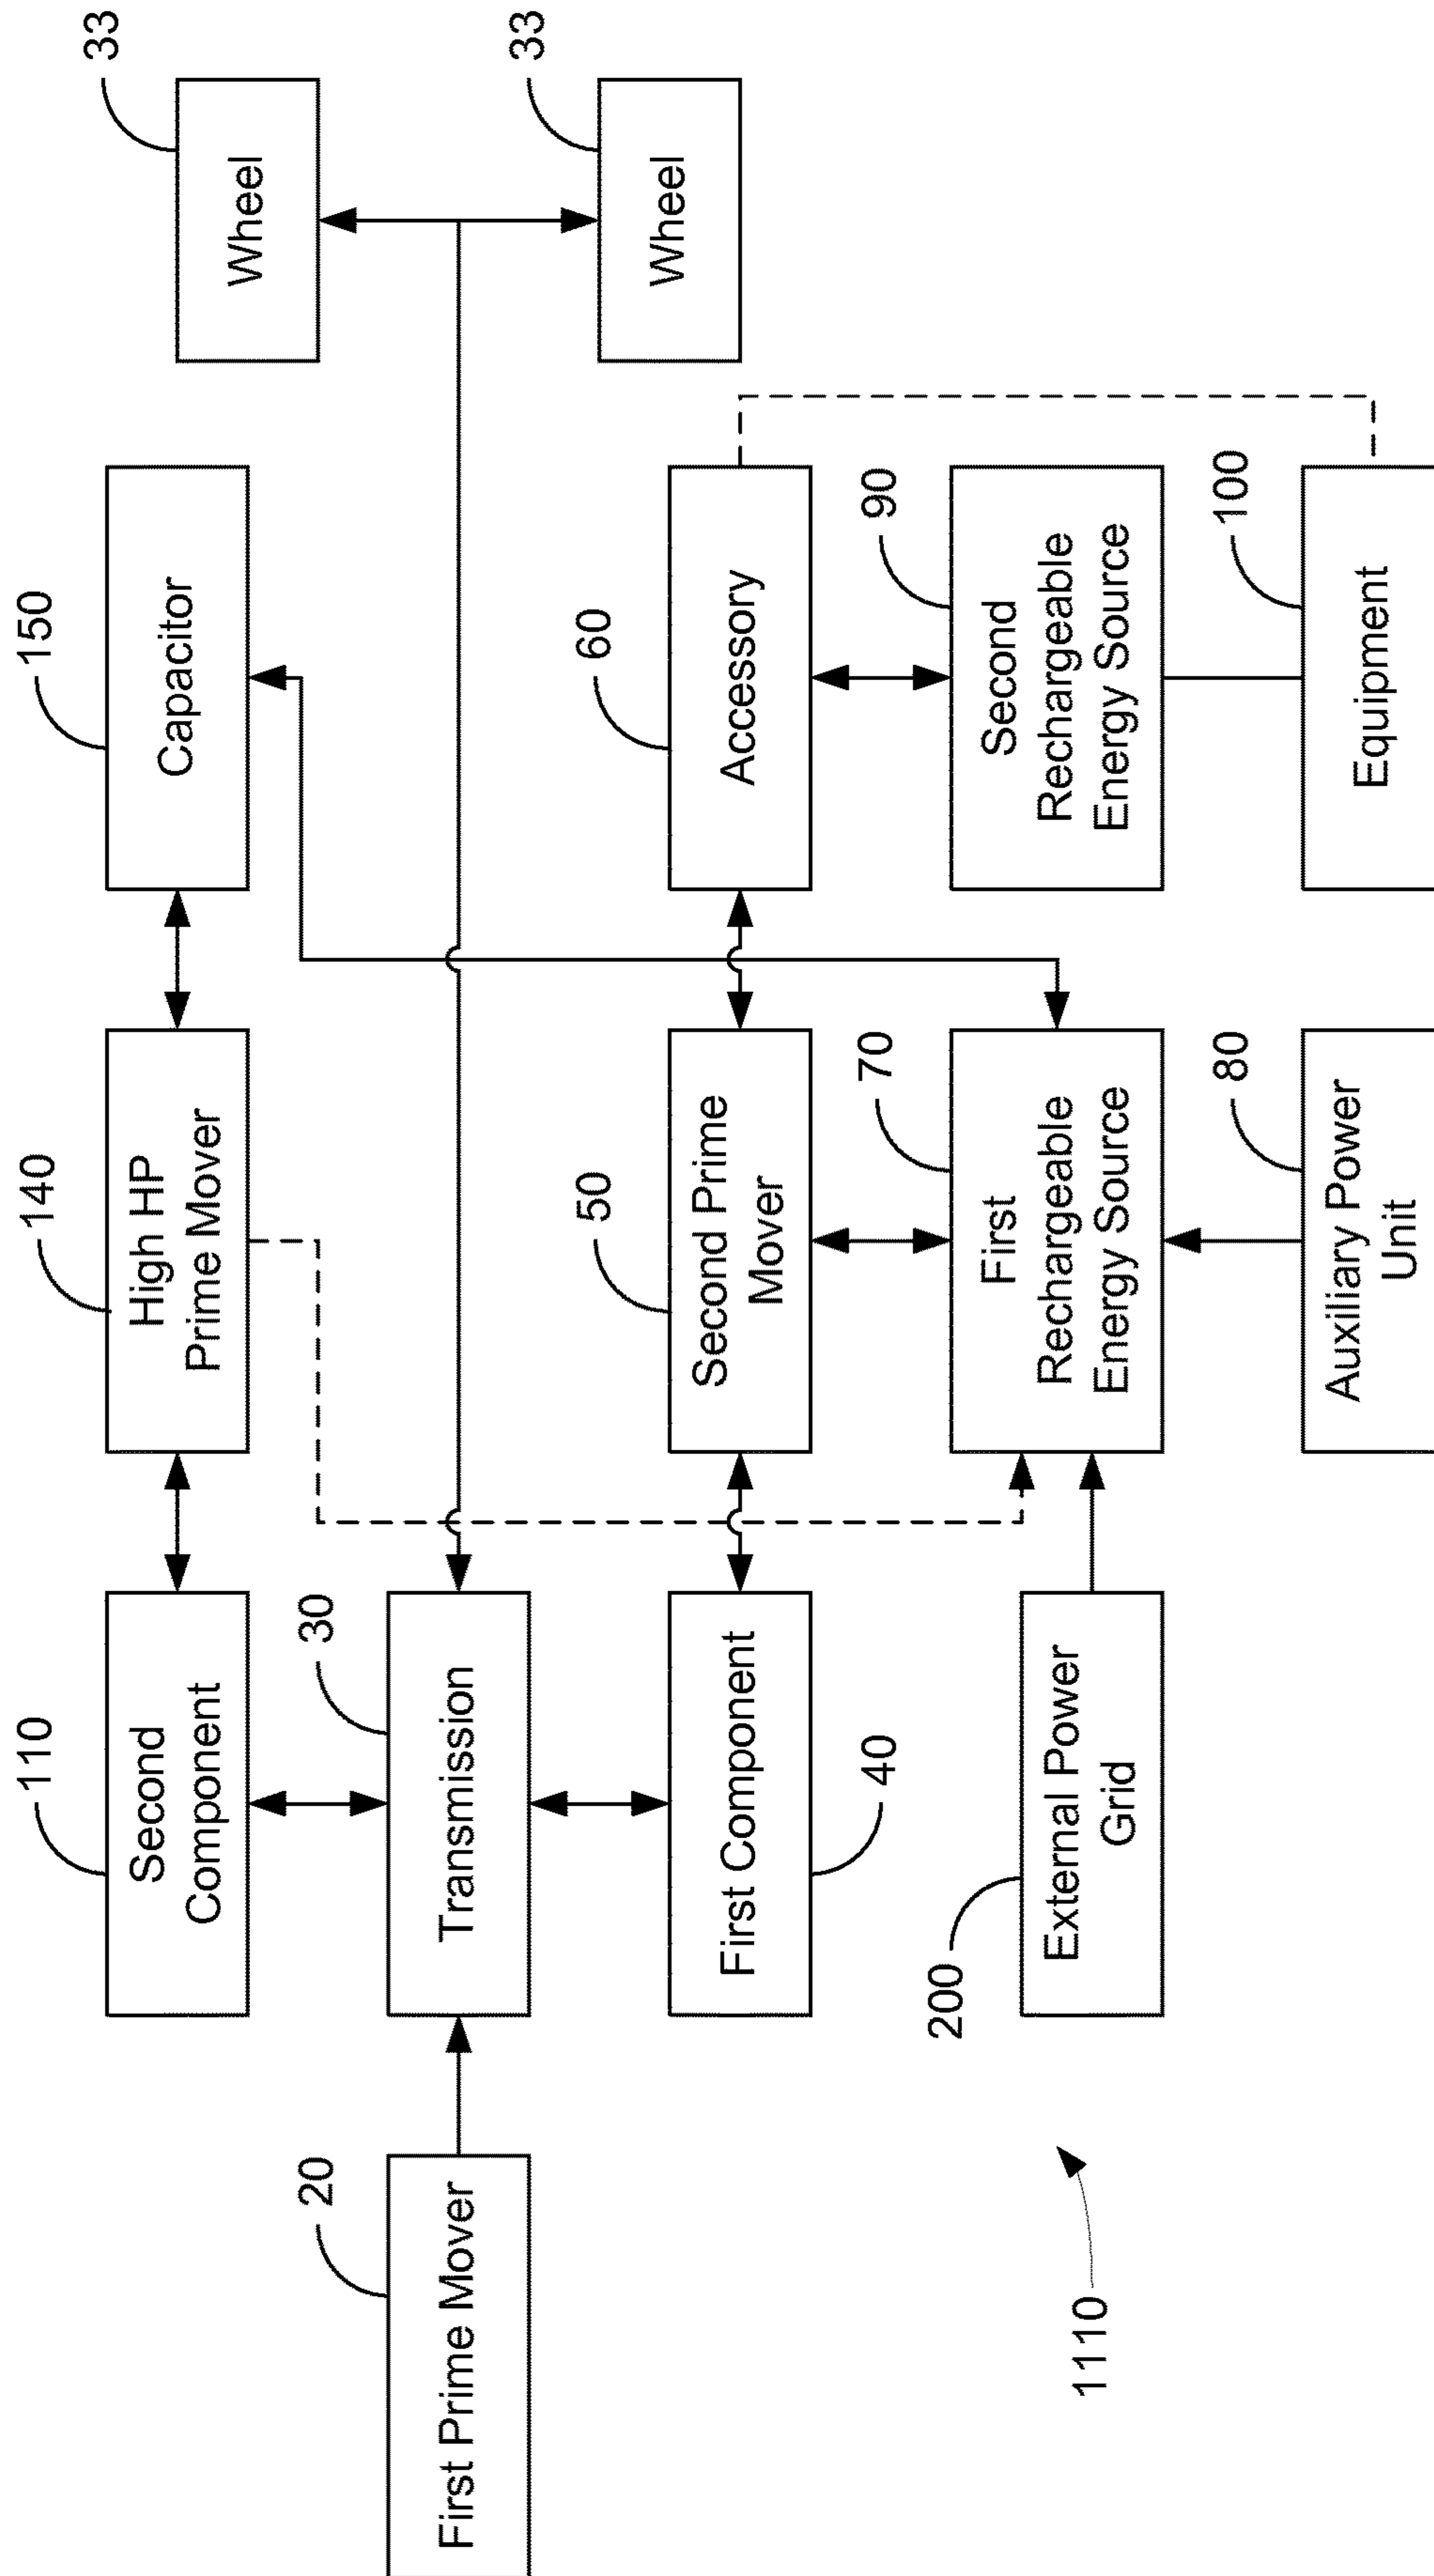 110
Second
Component
140
High HP
Prime Mover
150
Capacitor
33
Wheel
20
First Prime Mover
30
Transmission
33
Wheel
First Component
40
50
Second Prime
Mover
60
Accessory
200
External Power
Grid
70
First
Rechargeable
Energy Source
90
Second
Rechargeable
Energy Source
1110
80
Auxiliary Power
Unit
100
Equipment